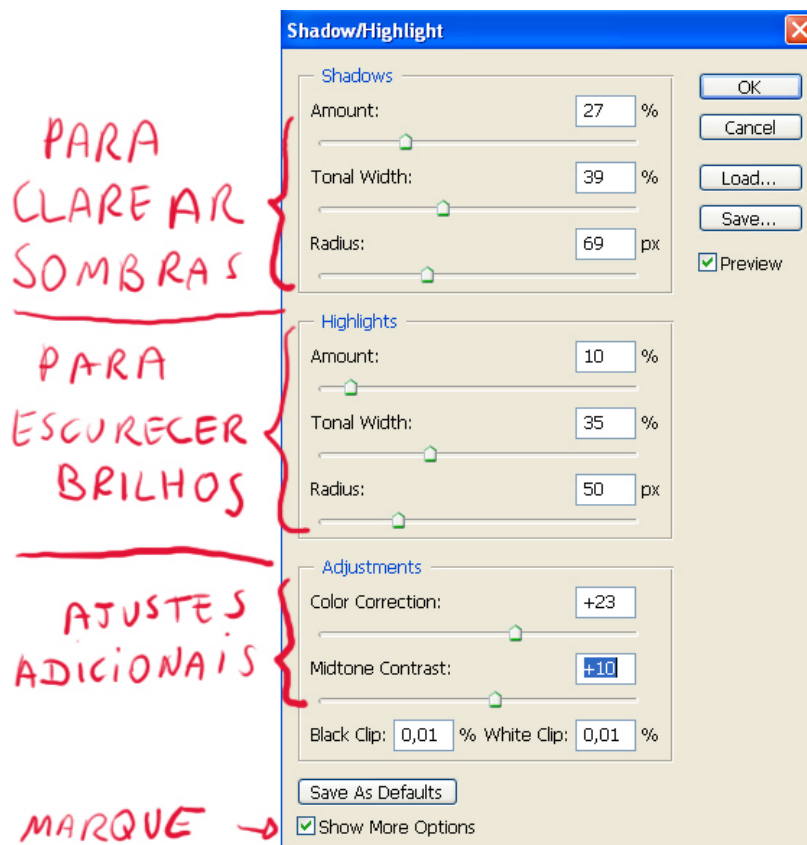 Shadow/Highlight
PARA
CLAREAR
SOMBRAS
Shadows
Amount: 27 %
Tonal Width: 39 %
Radius: 69 px
OK
Cancel
Load...
Save...
Preview
PARA
ESCURECER
BRILHOS
Highlights
Amount: 10 %
Tonal Width: 35 %
Radius: 50 px
AJUSTES
ADICIONAIS
Adjustments
Color Correction: +23
Midtone Contrast: +10
Black Clip: 0,01 % White Clip: 0,01 %
Save As Defaults
MARQUE
Show More Options